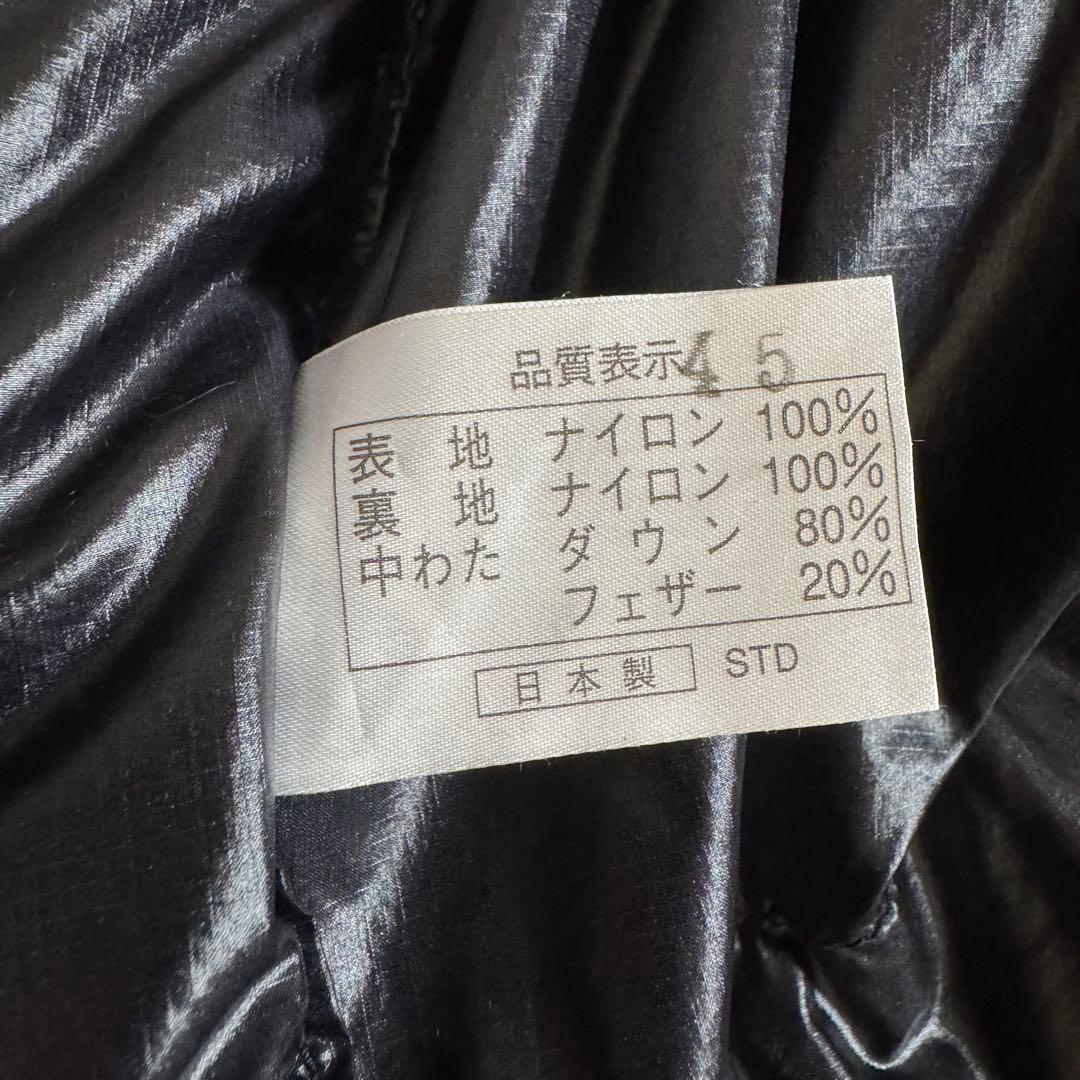 品質表示45
表 地 ナイロン 100%
裏 地 ナイロン 100%
中わた ダウン 80%
フェザー 20%
日本製 STD